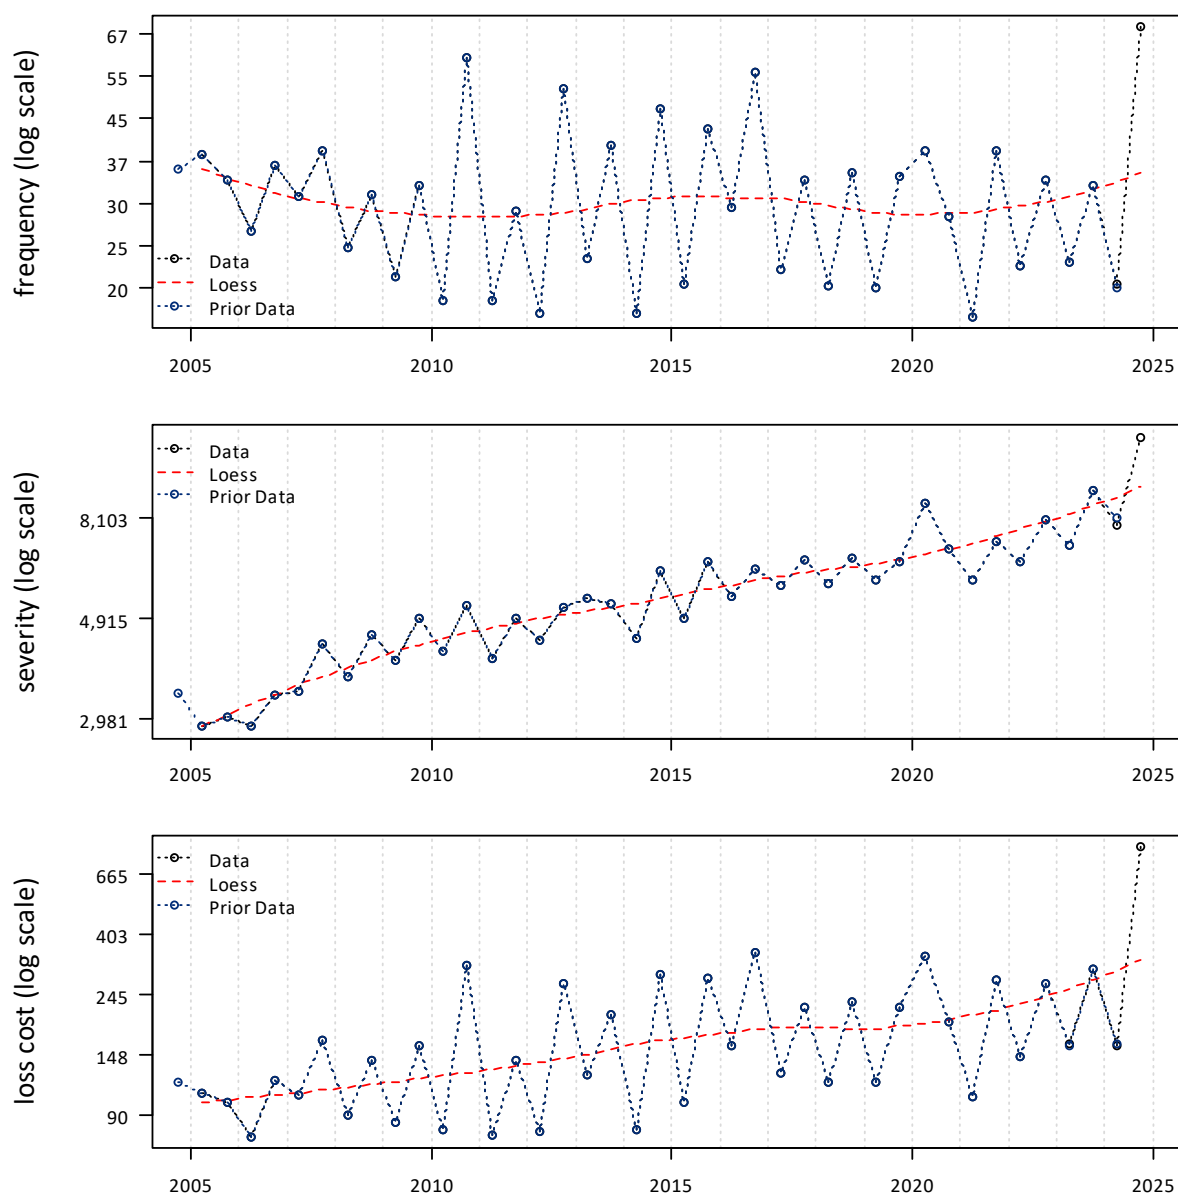 frequency (log scale)
67
55
45
37
30
25
20
Data
Loess
Prior Data
2005
2010
2015
2020
2025
severity (log scale)
8,103
4,915
2,981
Data
Loess
Prior Data
2005
2010
2015
2020
2025
loss cost (log scale)
665
403
245
148
90
Data
Loess
Prior Data
2005
2010
2015
2020
2025